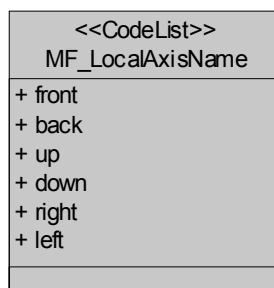 <<CodeList>>
MF_LocalAxisName
+ front
+ back
+ up
+ down
+ right
+ left